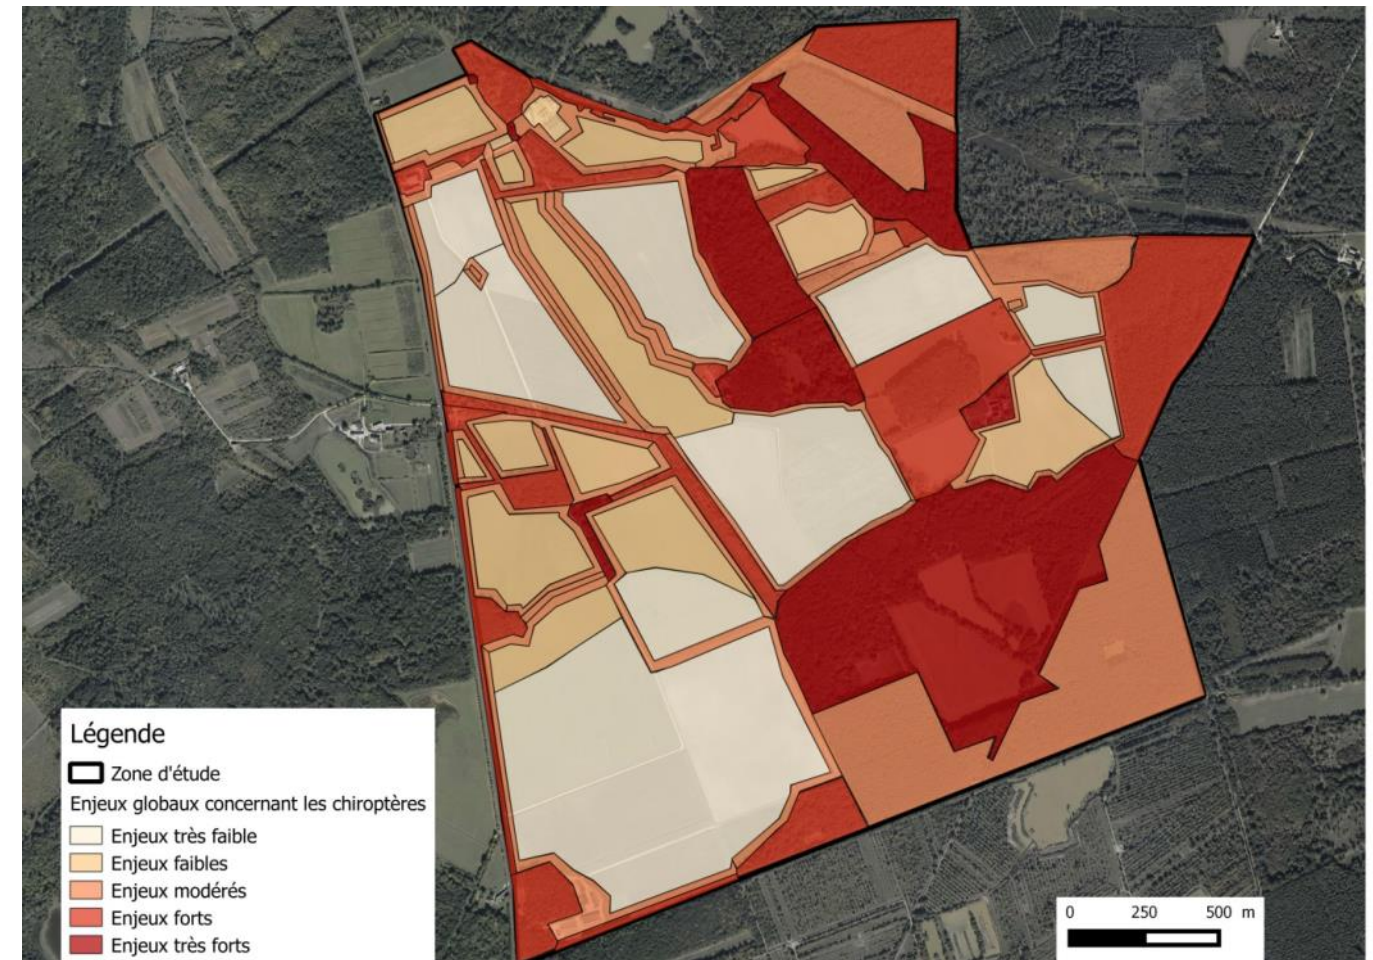 Légende
Zone d'étude
Enjeux globaux concernant les chiroptères
Enjeux très faible
Enjeux faibles
Enjeux modérés
Enjeux forts
Enjeux très forts
0 250 500 m